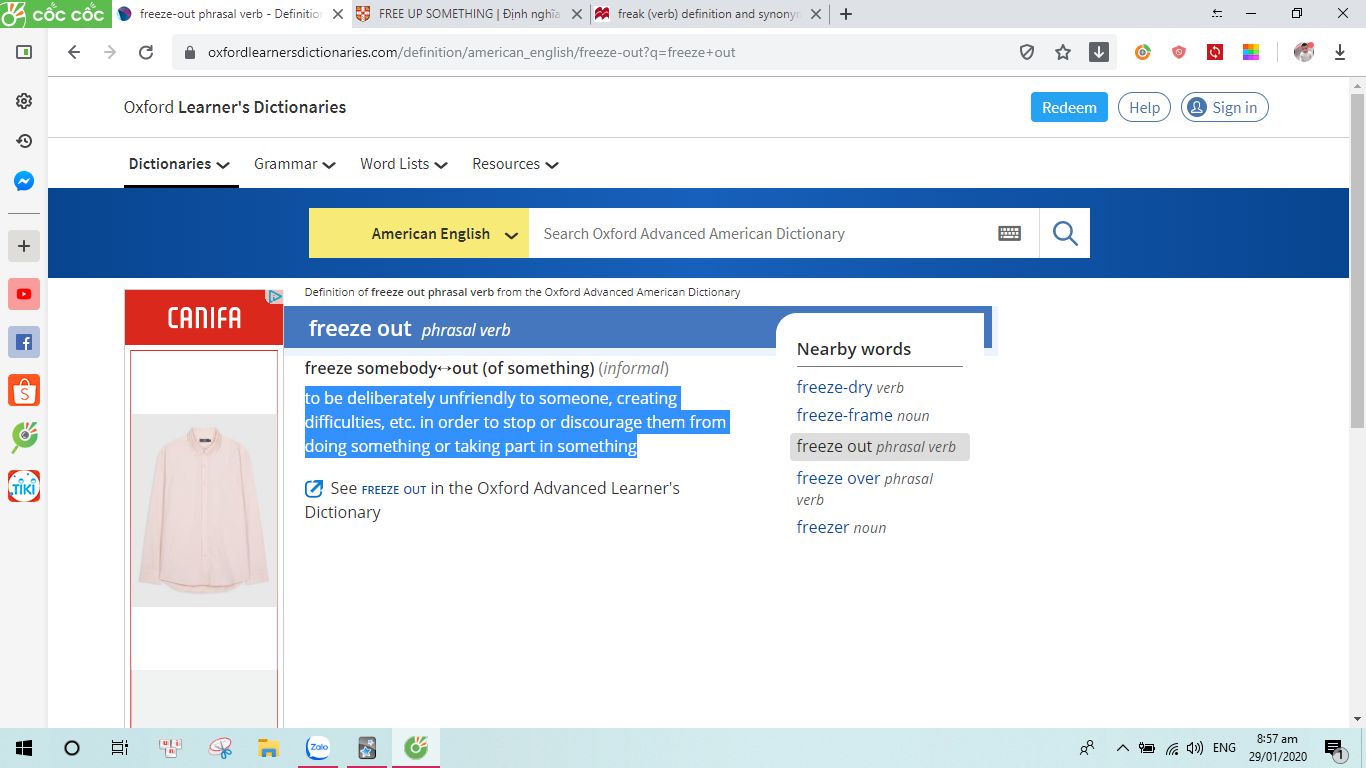 CỐC CỐC
freeze-out phrasal verb - Definitio
FREE UP SOMETHING | Định nghĩa
freak (verb) definition and synonym
oxfordlearnersdictionaries.com/definition/american_english/freeze-out?q=freeze+out
Oxford Learner's Dictionaries
Redeem
Help
Sign in
Dictionaries
Grammar
Word Lists
Resources
American English
Search Oxford Advanced American Dictionary
CANIFA
Definition of freeze out phrasal verb from the Oxford Advanced American Dictionary
freeze out phrasal verb
freeze somebody↔out (of something) (informal)
to be deliberately unfriendly to someone, creating
difficulties, etc. in order to stop or discourage them from
doing something or taking part in something
See FREEZE OUT in the Oxford Advanced Learner's
Dictionary
Nearby words
freeze-dry verb
freeze-frame noun
freeze out phrasal verb
freeze over phrasal
verb
freezer noun
TIKI
Zalo
ENG
8:57 am
29/01/2020
1